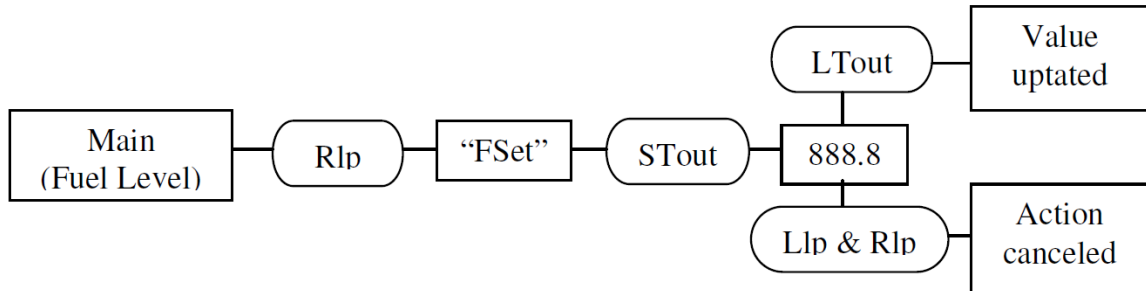 Main
(Fuel Level)
Rlp
“FSet”
STout
LTout
888.8
Llp & Rlp
Value
uptated
Action
canceled